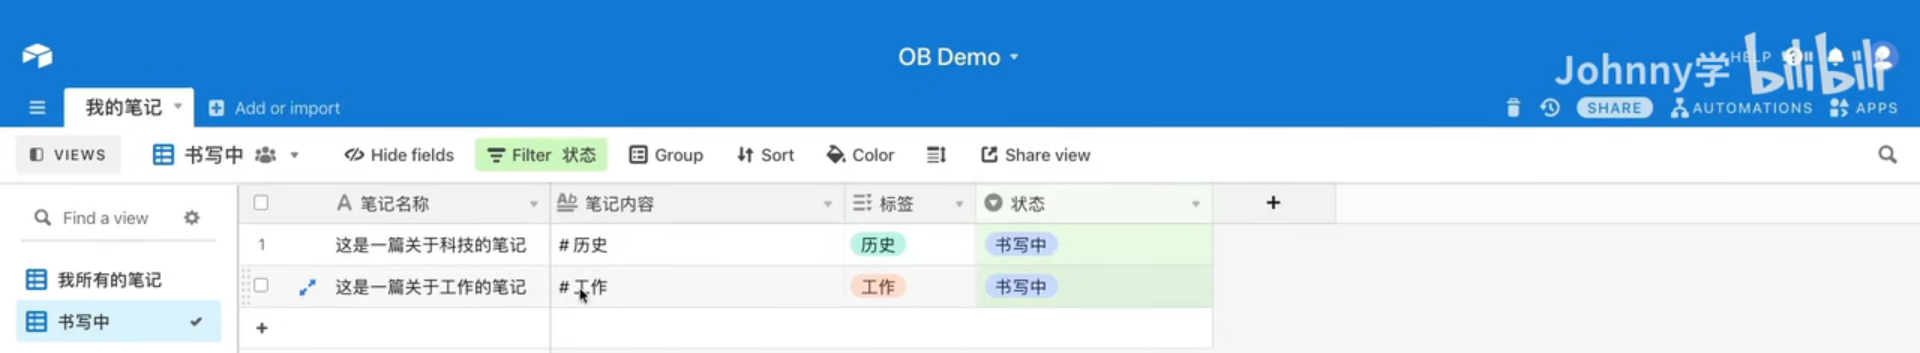 OB Demo
Johnny学 bilibili
HELP
我的笔记
Add or import
SHARE
AUTOMATIONS
APPS
VIEWS
书写中
Hide fields
Filter 状态
Group
Sort
Color
Share view
Find a view
笔记名称
笔记内容
标签
状态
+
1
这是一篇关于科技的笔记
# 历史
历史
书写中
我所有的笔记
这是一篇关于工作的笔记
# 工作
工作
书写中
书写中
+